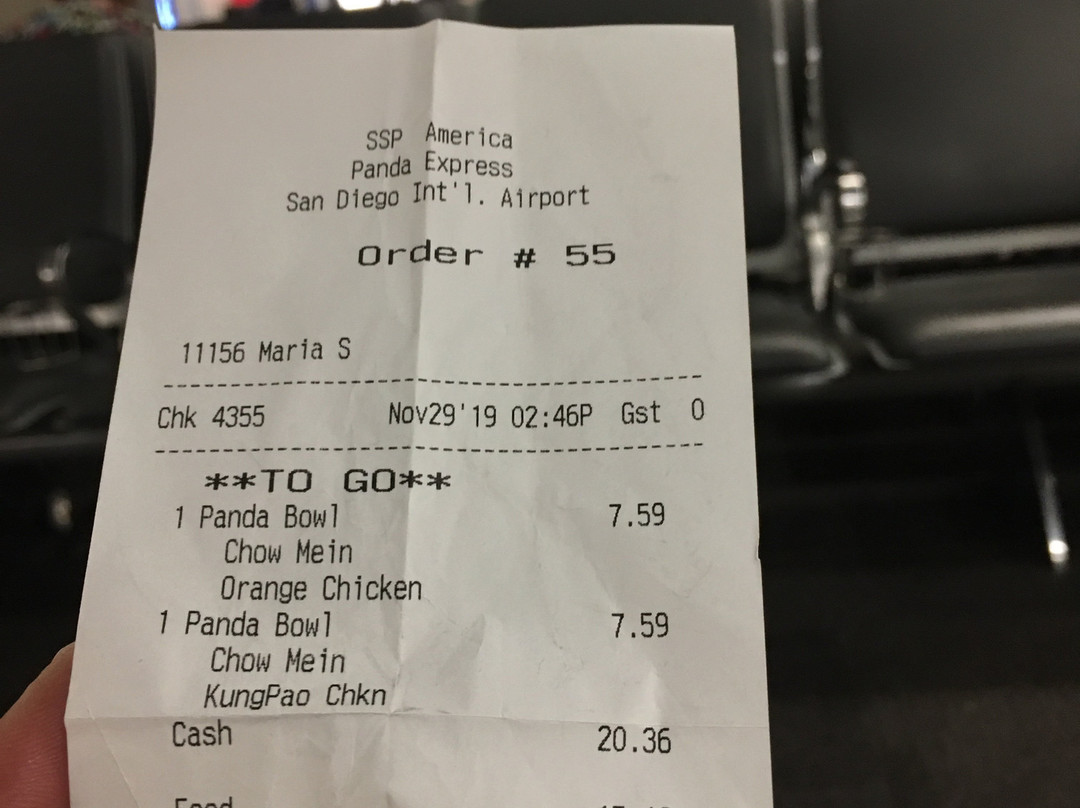 SSP America
Panda Express
San Diego Int'l. Airport
Order # 55
11156 Maria S
Chk 4355 Nov29'19 02:46P Gst 0
**TO GO**
1 Panda Bowl 7.59
Chow Mein
Orange Chicken
1 Panda Bowl 7.59
Chow Mein
KungPao Chkn
Cash 20.36
Food